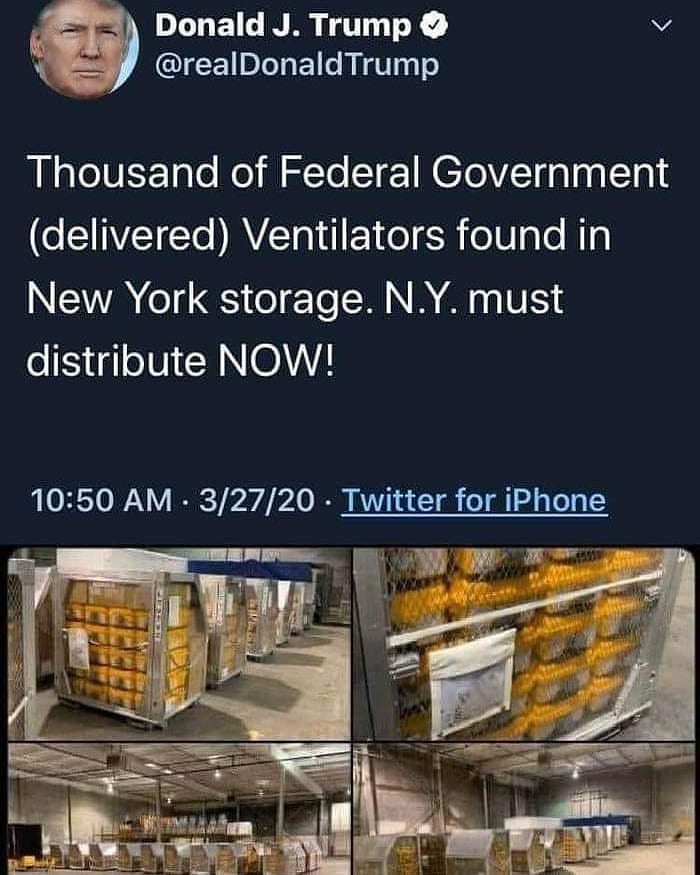 Donald J. Trump
@realDonaldTrump
Thousand of Federal Government
(delivered) Ventilators found in
New York storage. N.Y. must
distribute NOW!
10:50 AM · 3/27/20 · Twitter for iPhone